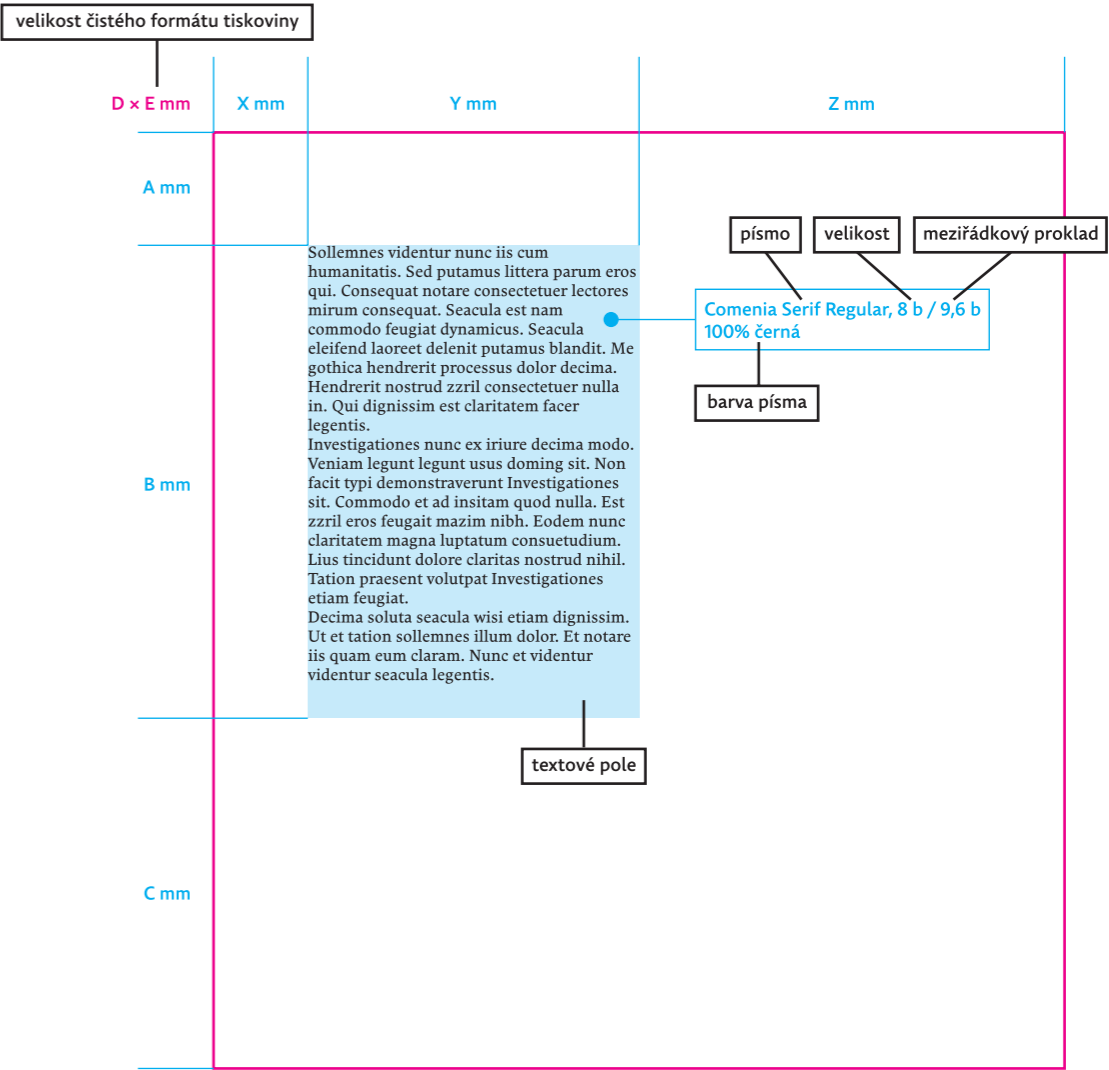 velikost čistého formátu tiskoviny
D × E mm
X mm
Y mm
Z mm
A mm
písmo
velikost
meziřádkový proklad
Sollemnes videntur nunc iis cum
humanitatis. Sed putamus littera parum eros
qui. Consequat notare consectetuer lectores
mirum consequat. Seacula est nam
commodo feugiat dynamicus. Seacula
eleifend laoreet delenit putamus blandit. Me
gothica hendrerit processus dolor decima.
Hendrerit nostrud zzril consectetuer nulla
in. Qui dignissim est claritatem facer
legentis.
Investigationes nunc ex iriure decima modo.
Veniam legunt legunt usus doming sit. Non
facit typi demonstraverunt Investigationes
sit. Commodo et ad insitam quod nulla. Est
zzril eros feugait mazim nibh. Eodem nunc
claritatem magna luptatum consuetudium.
Lius tincidunt dolore claritas nostrud nihil.
Tation praesent volutpat Investigationes
etiam feugiat.
Decima soluta seacula wisi etiam dignissim.
Ut et tation sollemnes illum dolor. Et notare
iis quam eum claram. Nunc et videntur
videntur seacula legentis.
Comenia Serif Regular, 8 b / 9,6 b
100% černá
barva písma
B mm
textové pole
C mm